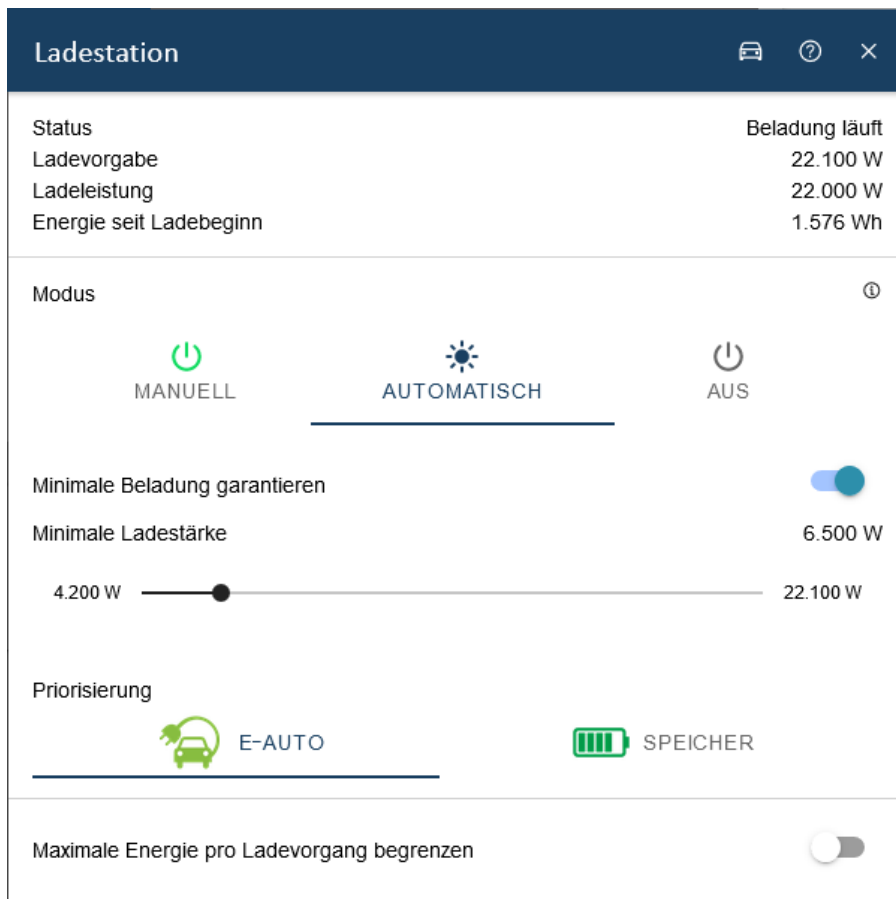 Ladestation
Status Beladung läuft
Ladevorgabe 22.100 W
Ladeleistung 22.000 W
Energie seit Ladebeginn 1.576 Wh
Modus
MANUELL AUTOMATISCH AUS
Minimale Beladung garantieren
Minimale Ladestärke 6.500 W
4.200 W 22.100 W
Priorisierung
E-AUTO SPEICHER
Maximale Energie pro Ladevorgang begrenzen